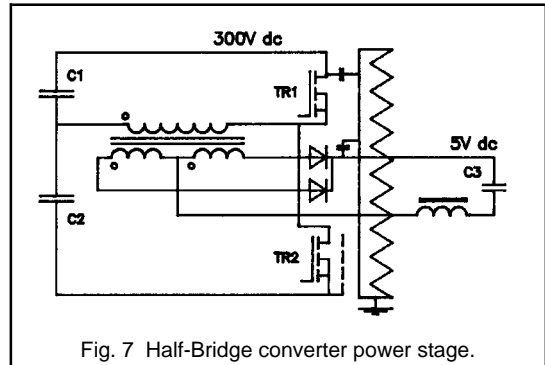 300V dc
C1
TR1
5V dc
C3
C2
TR2
Fig. 7 Half-Bridge converter power stage.